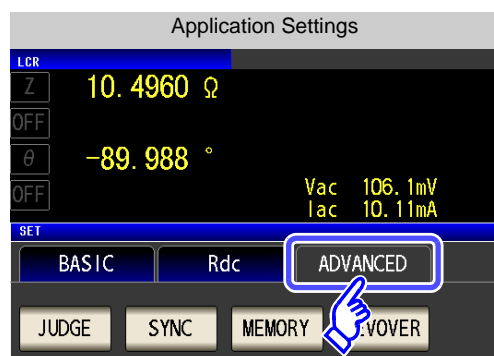 Application Settings
LCR
Z 10.4960 Ω
OFF
θ -89.988 °
OFF
Vac 106.1mV
Iac 10.11mA
SET
BASIC Rdc ADVANCED
JUDGE SYNC MEMORY